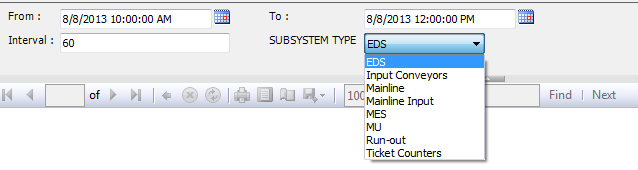 From : 8/8/2013 10:00:00 AM To : 8/8/2013 12:00:00 PM
Interval : 60 SUBSYSTEM TYPE EDS
EDS
Input Conveyors
Mainline
Mainline Input
MES
MU
Run-out
Ticket Counters
of 100 Find | Next